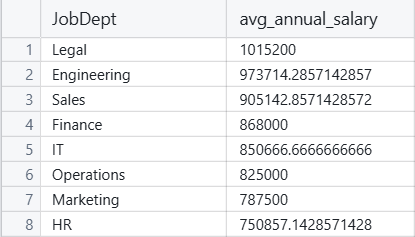 JobDept avg_annual_salary
1 Legal 1015200
2 Engineering 973714.2857142857
3 Sales 905142.8571428572
4 Finance 868000
5 IT 850666.6666666666
6 Operations 825000
7 Marketing 787500
8 HR 750857.1428571428